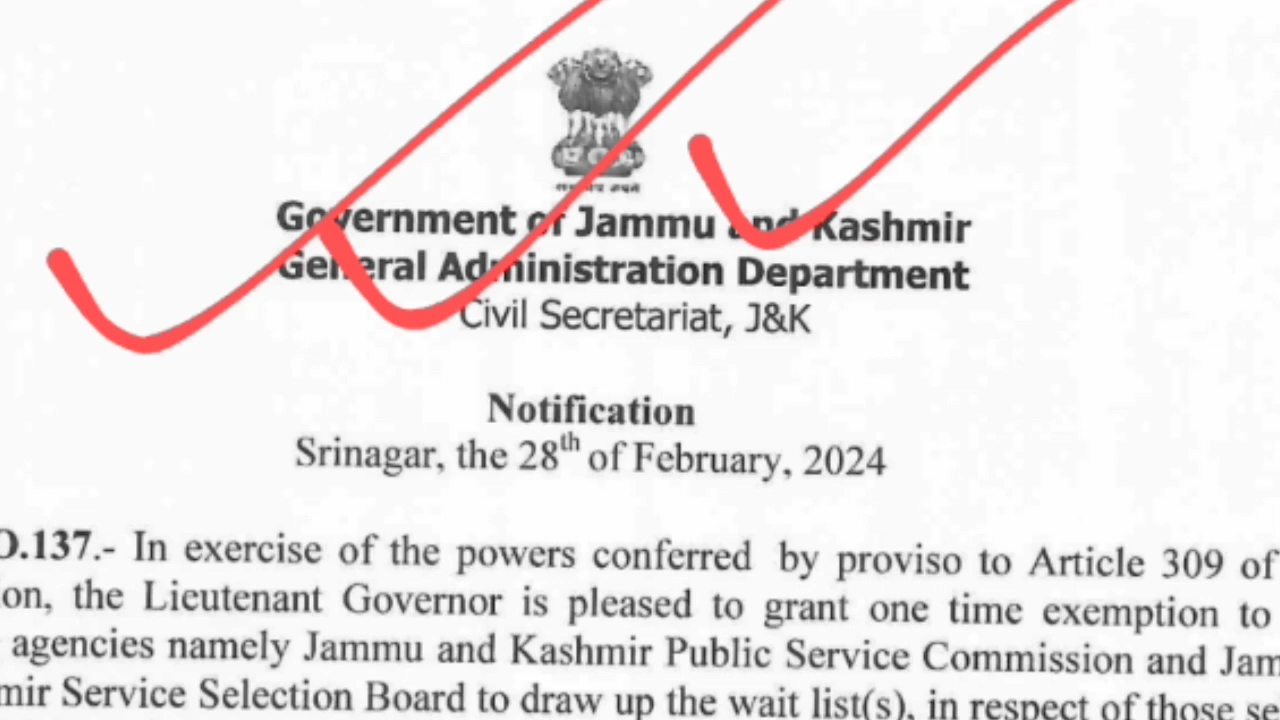 Government of Jammu and Kashmir
General Administration Department
Civil Secretariat, J&K
Notification
Srinagar, the 28th of February, 2024
O.137.- In exercise of the powers conferred by proviso to Article 309 of
on, the Lieutenant Governor is pleased to grant one time exemption to
agencies namely Jammu and Kashmir Public Service Commission and Jam
mir Service Selection Board to draw up the wait list(s), in respect of those se